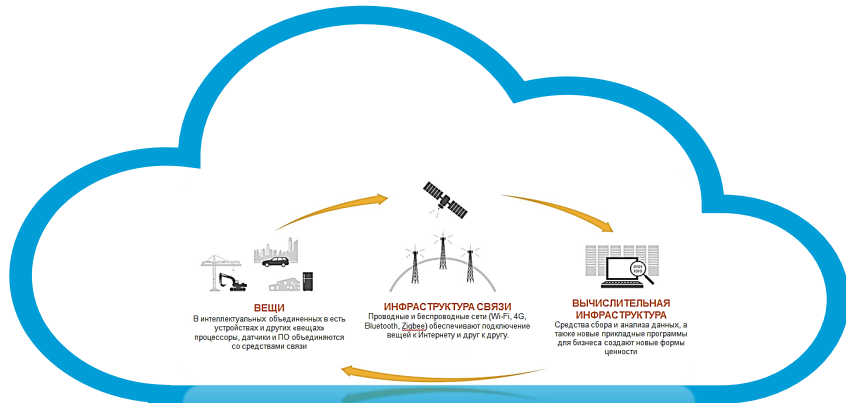 ВЕЩИ
В интеллектуальных объединенных в есть
устройствах и других «вещах»
процессоры, датчики и ПО объединяются
со средствами связи
ИНФРАСТРУКТУРА СВЯЗИ
Проводные и беспроводные сети (Wi-Fi, 4G,
Bluetooth, Zigbee) обеспечивают подключение
вещей к Интернету и друг к другу.
ВЫЧИСЛИТЕЛЬНАЯ
ИНФРАСТРУКТУРА
Средства сбора и анализа данных, а
также новые прикладные программы
для бизнеса создают новые формы
ценности